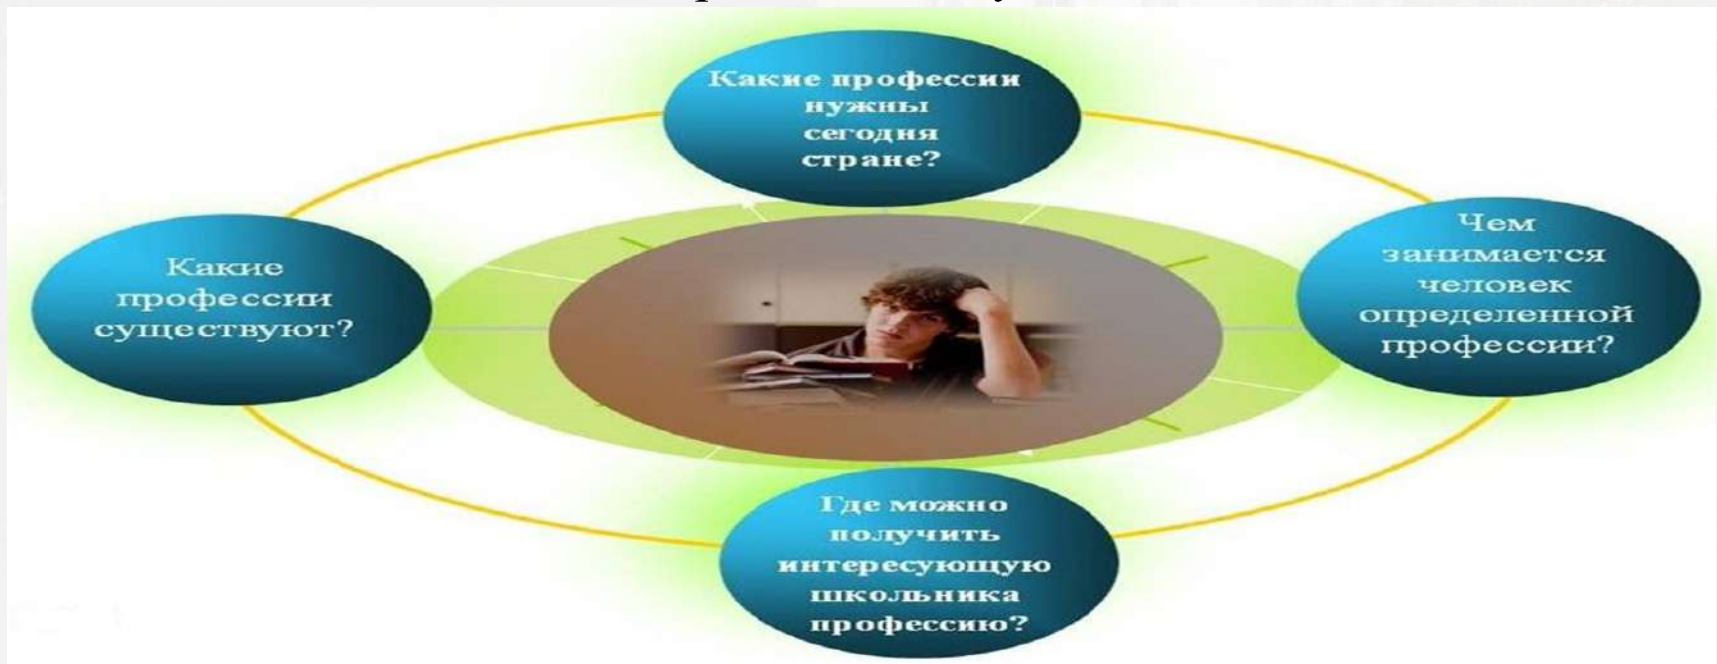 Какие профессии
нужны
сегодня
стране?
Какие
профессии
существуют?
Чем
занимается
человек
определенной
профессии?
Где можно
получить
интересующую
школьника
профессию?